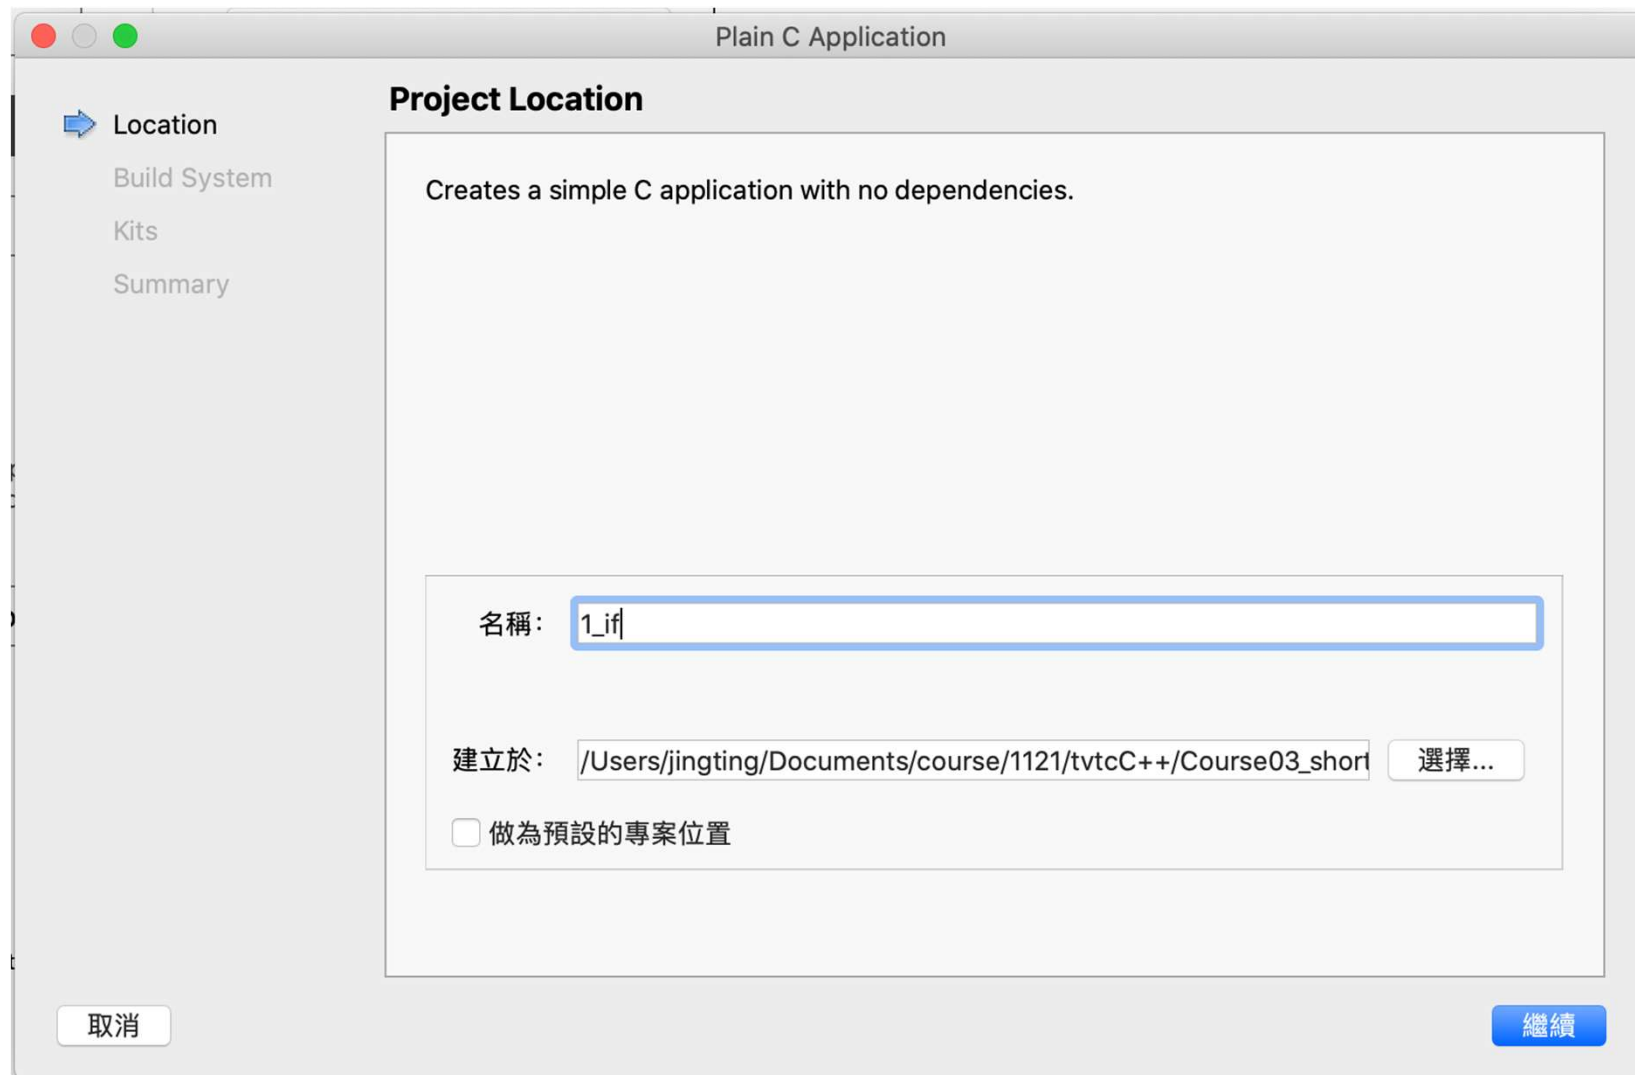 Plain C Application
Location
Build System
Kits
Summary
Project Location
Creates a simple C application with no dependencies.
名稱：
1_if
建立於：
/Users/jingting/Documents/course/1121/tvtcC++/Course03_short
選擇...
做為預設的專案位置
取消
繼續